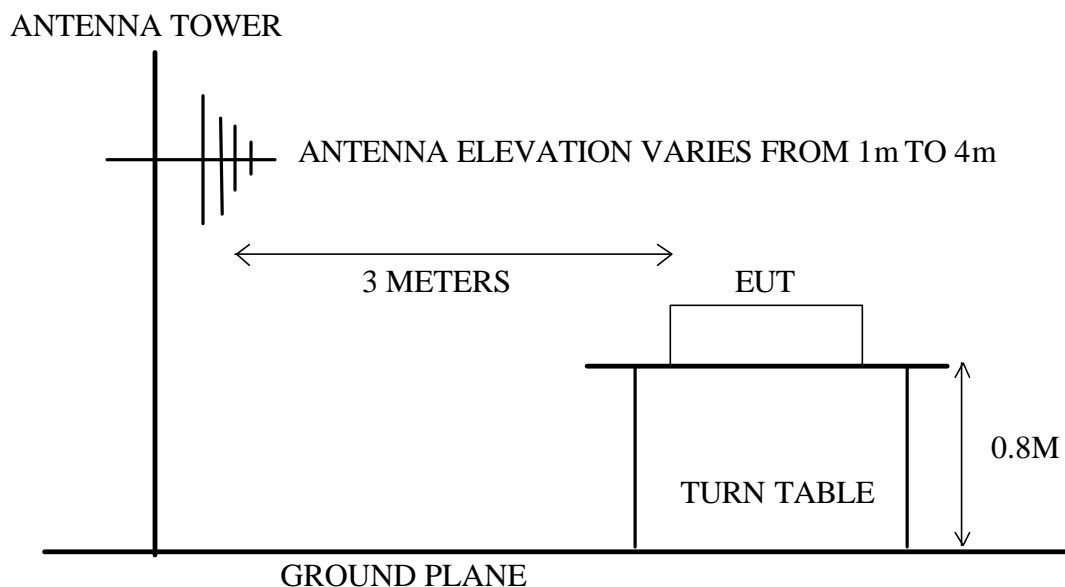 ANTENNA TOWER
ANTENNA ELEVATION VARIES FROM 1m TO 4m
3 METERS
EUT
0.8M
TURN TABLE
GROUND PLANE